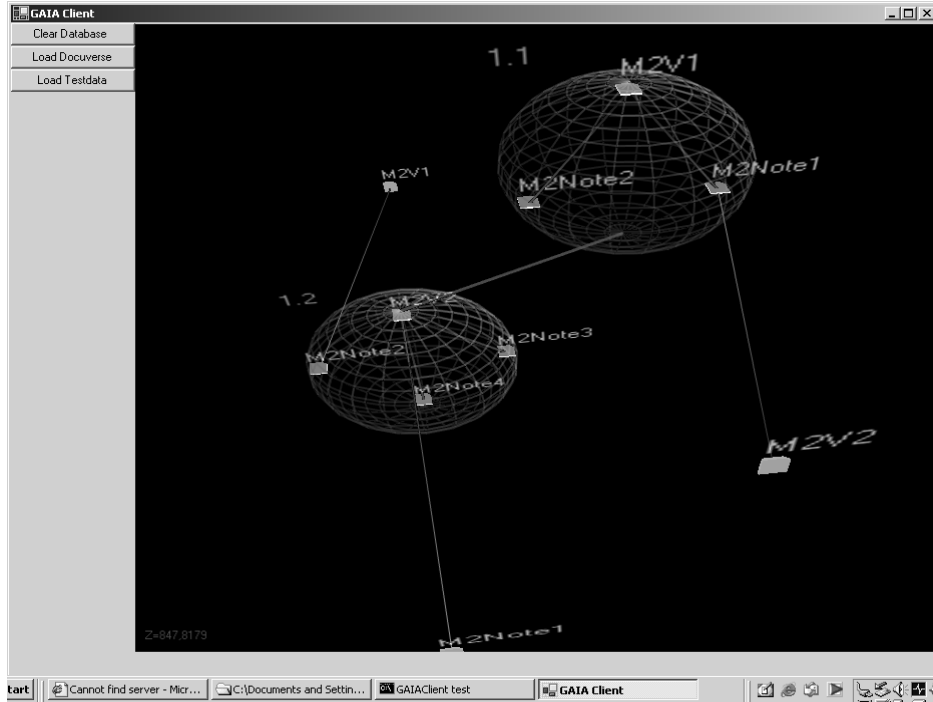 GAIA Client
Clear Database
Load Docuverse
Load Testdata
1.1
M2V1
M2V1
M2Note2
M2Note1
1.2
M2V2
M2Note2
M2Note3
M2Note4
M2V2
M2Note1
Z=847,8179
tart
Cannot find server - Micr...
C:\Documents and Settin...
GAIAClient test
GAIA Client